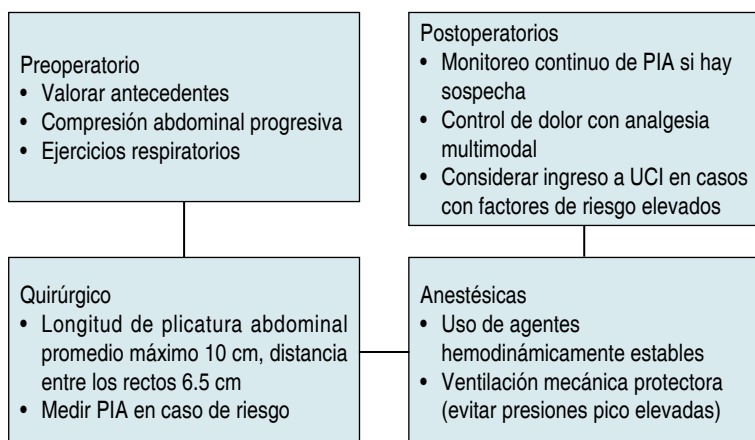 Preoperatorio
• Valorar antecedentes
• Compresión abdominal progresiva
• Ejercicios respiratorios
Quirúrgico
• Longitud de plicatura abdominal
promedio máximo 10 cm, distancia
entre los rectos 6.5 cm
• Medir PIA en caso de riesgo
Anestésicas
• Uso de agentes
hemodinámicamente estables
• Ventilación mecánica protectora
(evitar presiones pico elevadas)
Postoperatorios
• Monitoreo continuo de PIA si hay
sospecha
• Control de dolor con analgesia
multimodal
• Considerar ingreso a UCI en casos
con factores de riesgo elevados